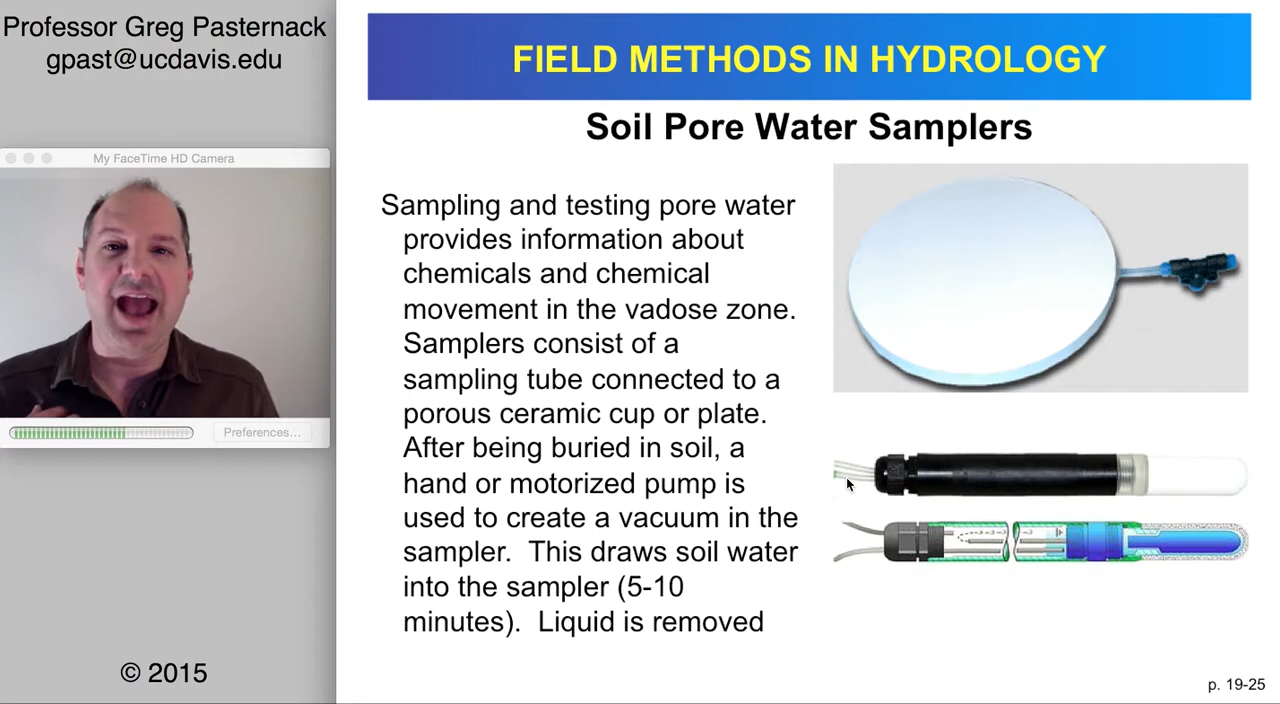 Professor Greg Pasternack
gpast@ucdavis.edu
My FaceTime HD Camera
Preferences...
© 2015
FIELD METHODS IN HYDROLOGY
Soil Pore Water Samplers
Sampling and testing pore water
provides information about
chemicals and chemical
movement in the vadose zone.
Samplers consist of a
sampling tube connected to a
porous ceramic cup or plate.
After being buried in soil, a
hand or motorized pump is
used to create a vacuum in the
sampler.  This draws soil water
into the sampler (5-10
minutes).  Liquid is removed
p. 19-25